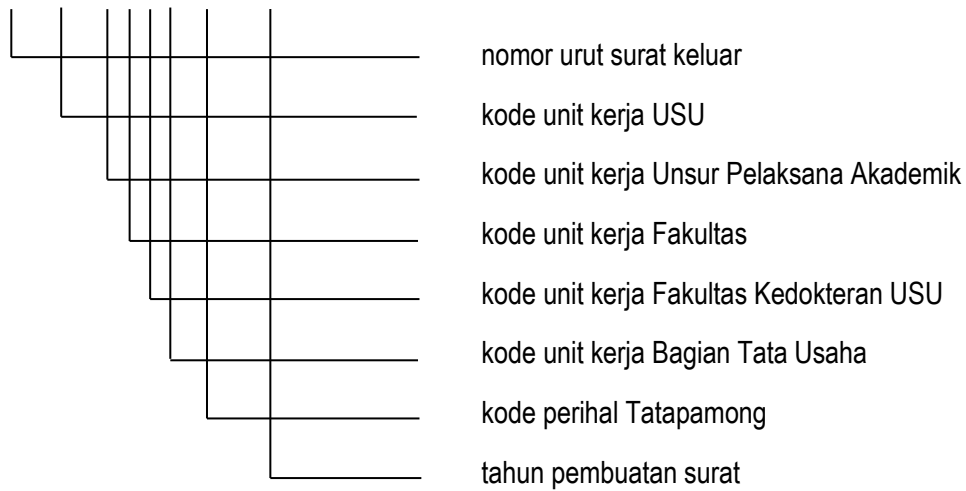 nomor urut surat keluar
kode unit kerja USU
kode unit kerja Unsur Pelaksana Akademik
kode unit kerja Fakultas
kode unit kerja Fakultas Kedokteran USU
kode unit kerja Bagian Tata Usaha
kode perihal Tatapamong
tahun pembuatan surat